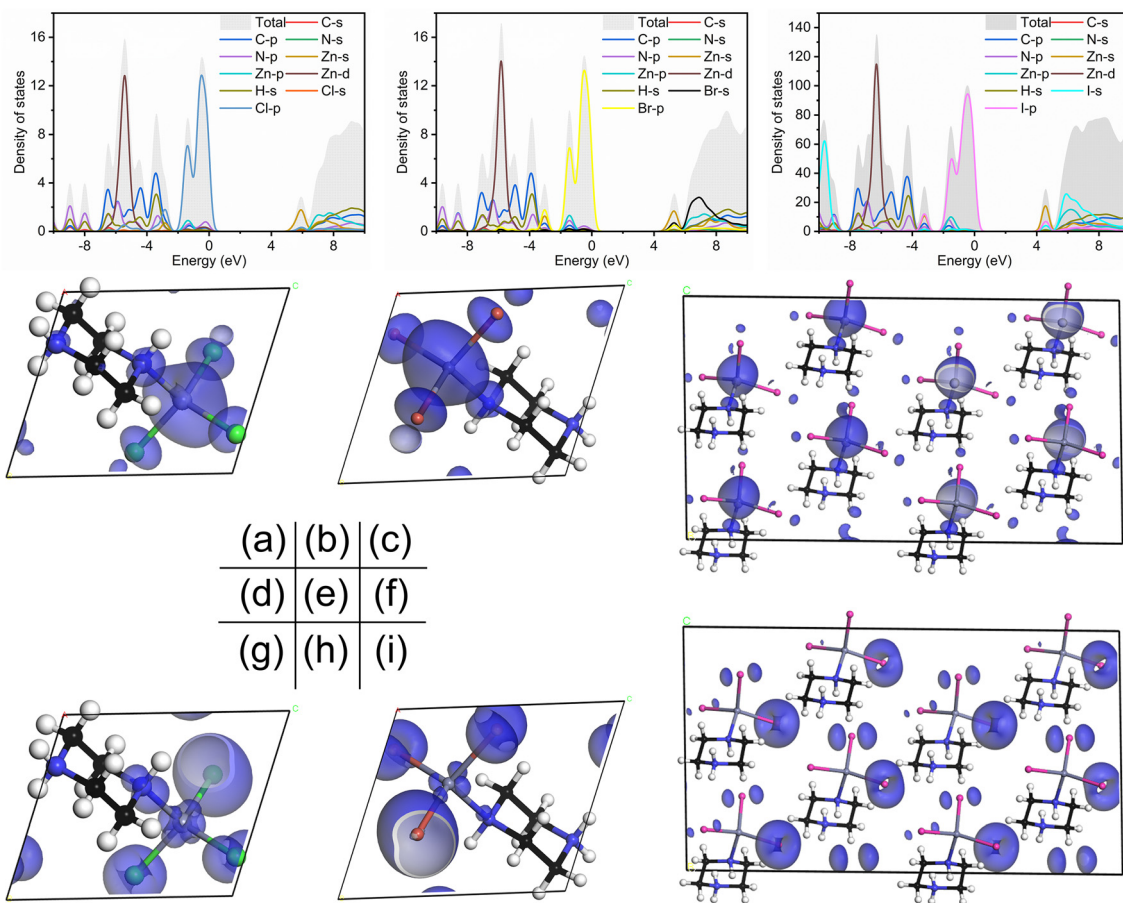 Density of states
16
12
8
4
0
Total C-s
C-p N-s
N-p Zn-s
Zn-p Zn-d
H-s Cl-s
Cl-p
-8 -4 0 4 8
Energy (eV)
Density of states
16
12
8
4
0
Total C-s
C-p N-s
N-p Zn-s
Zn-p Zn-d
H-s Br-s
Br-p
-8 -4 0 4 8
Energy (eV)
Density of states
140
120
100
80
60
40
20
0
Total C-s
C-p N-s
N-p Zn-s
Zn-p Zn-d
H-s I-s
I-p
-8 -4 0 4 8
Energy (eV)
c
c
c
(a) (b) (c)
(d) (e) (f)
(g) (h) (i)
c
c
c